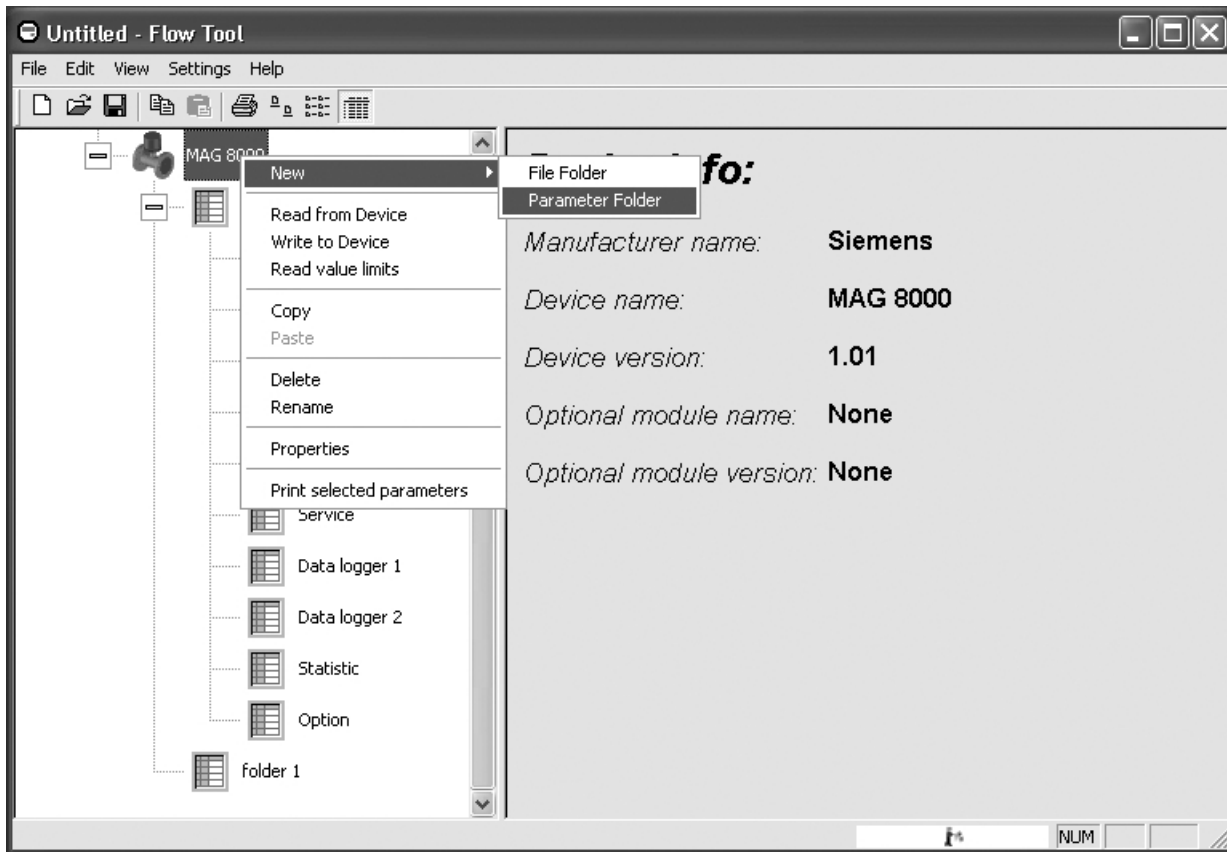 Untitled - Flow Tool
File Edit View Settings Help
MAG 8000
New
Read from Device
Write to Device
Read value limits
Copy
Paste
Delete
Rename
Properties
Print selected parameters
File Folder
Parameter Folder
Service
Data logger 1
Data logger 2
Statistic
Option
folder 1
fo:
Manufacturer name: Siemens
Device name: MAG 8000
Device version: 1.01
Optional module name: None
Optional module version: None
NUM